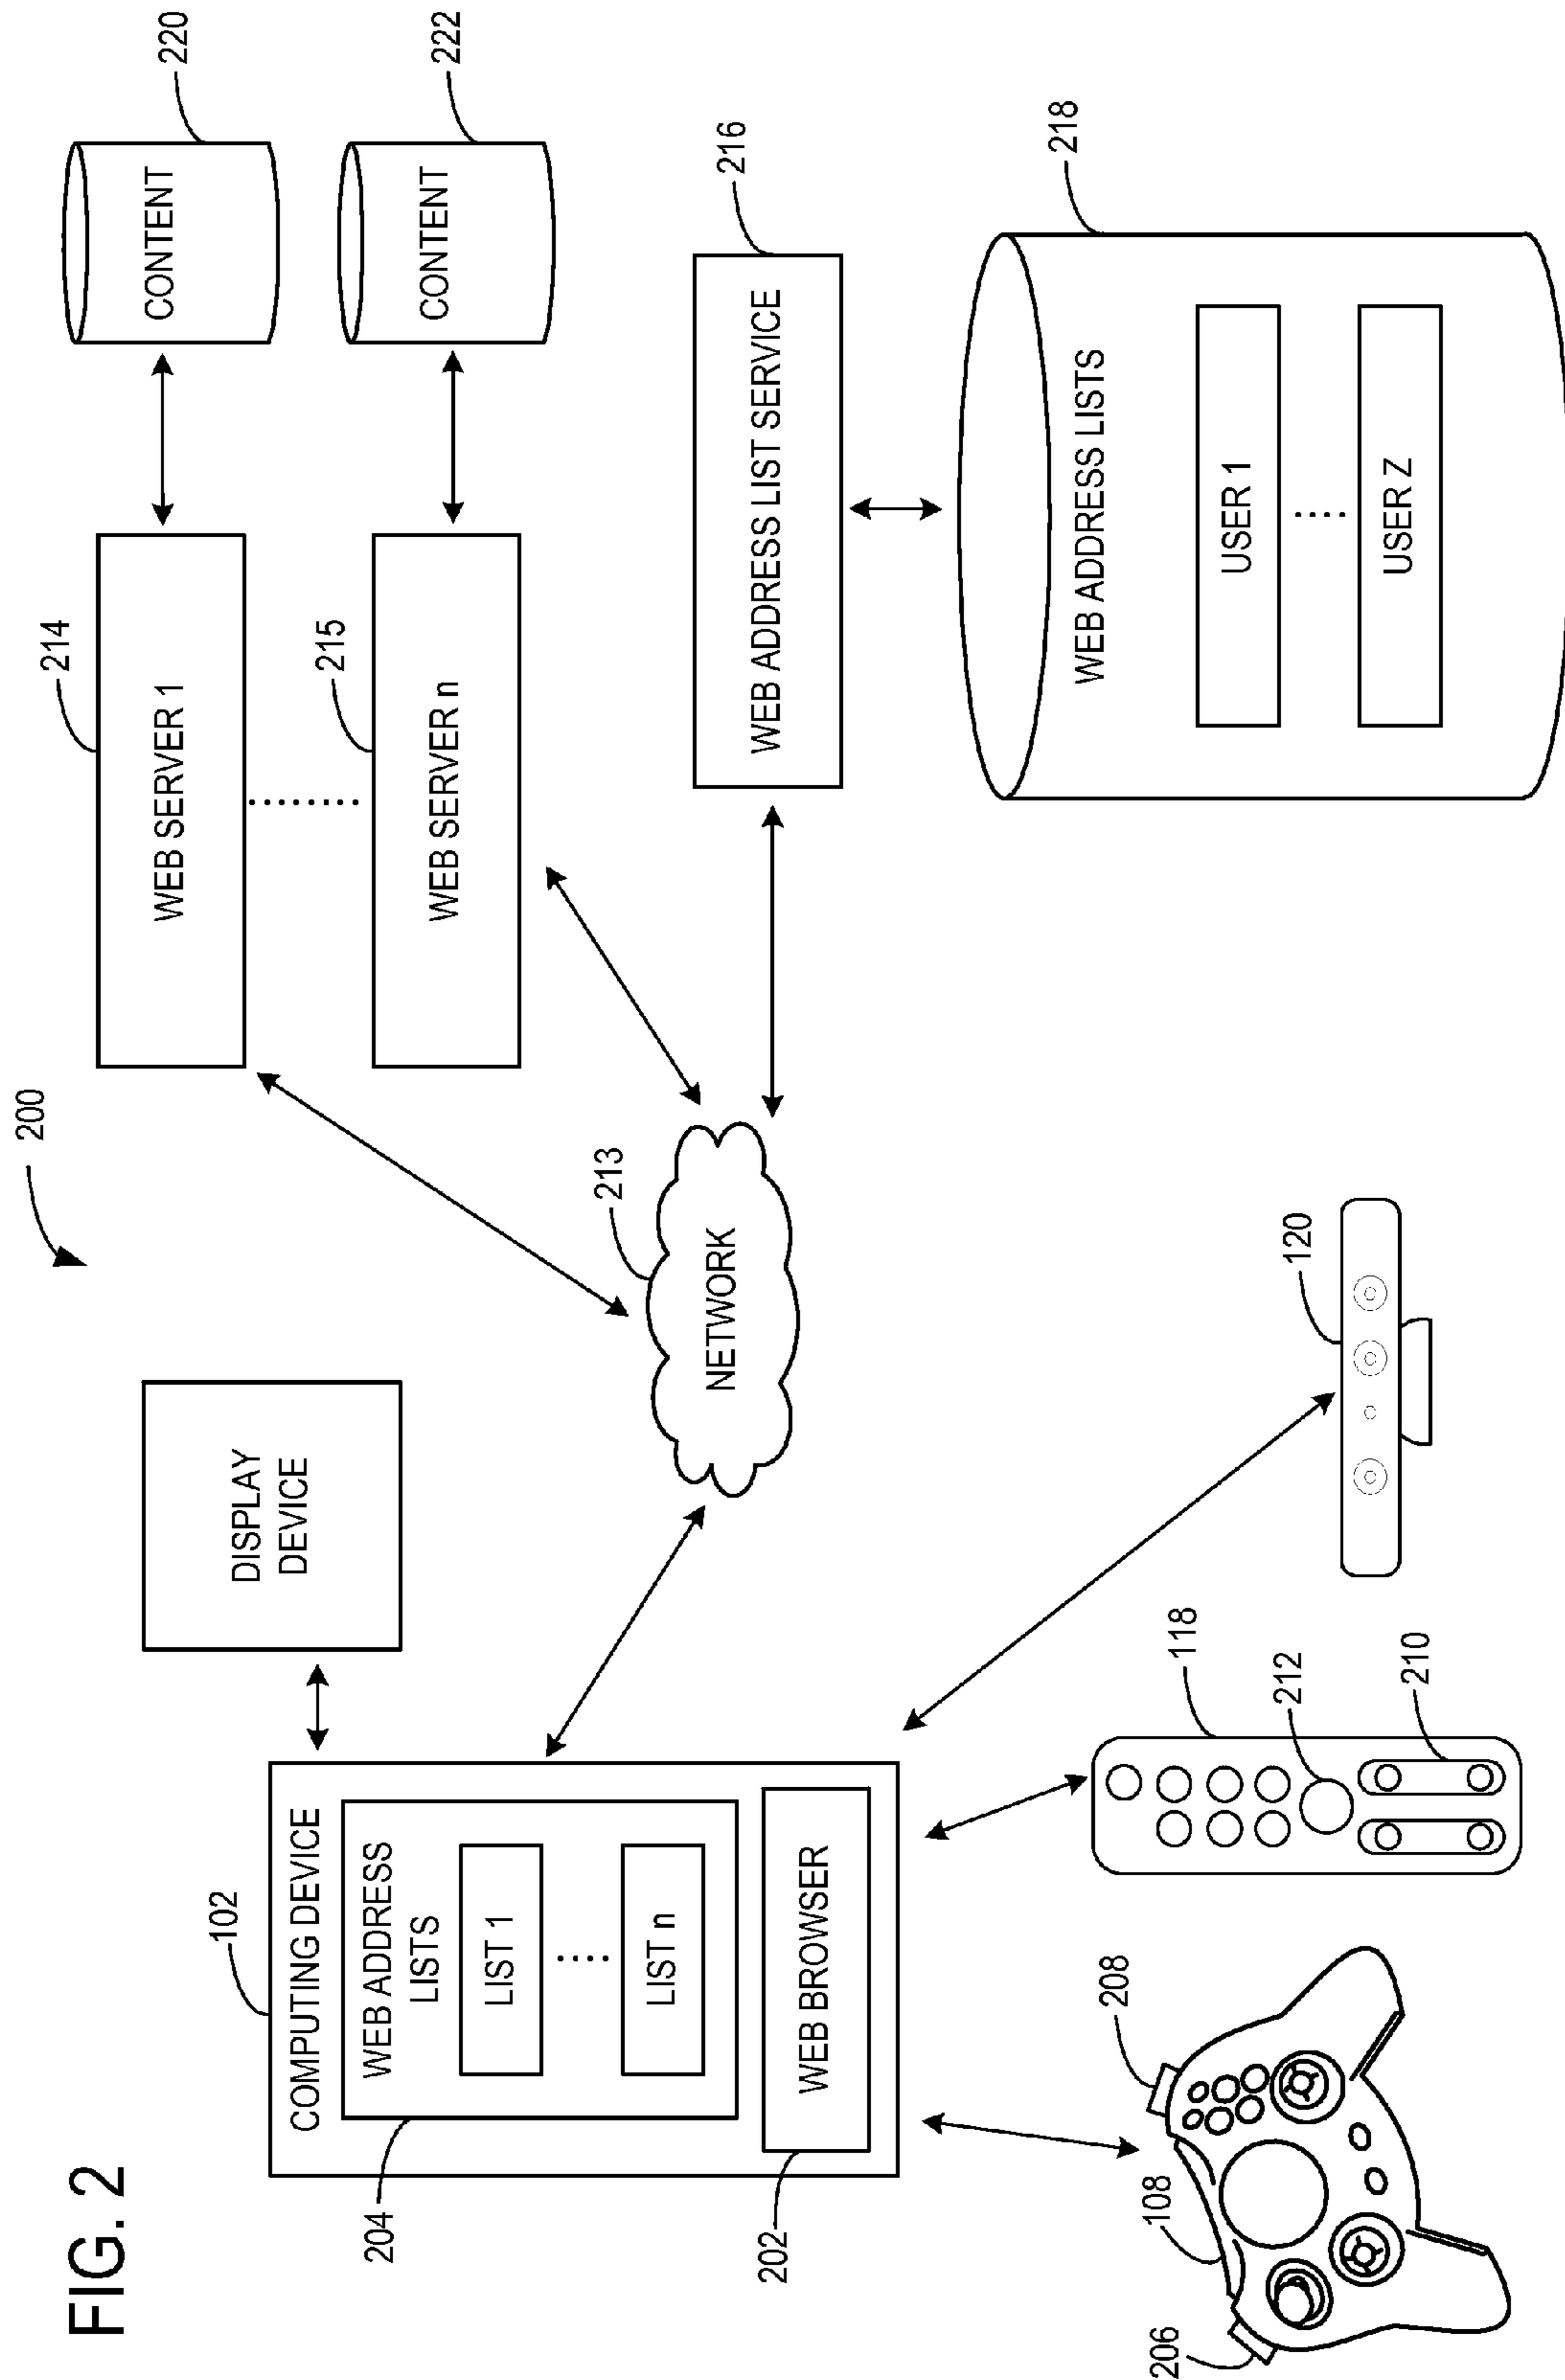 FIG. 2
200
102
COMPUTING DEVICE
WEB ADDRESS
LISTS
LIST 1
LIST n
204
WEB BROWSER
202
DISPLAY
DEVICE
NETWORK
213
214
WEB SERVER 1
215
WEB SERVER n
CONTENT
220
CONTENT
222
216
WEB ADDRESS LIST SERVICE
218
WEB ADDRESS LISTS
USER 1
USER Z
206
108
208
118
212
210
120